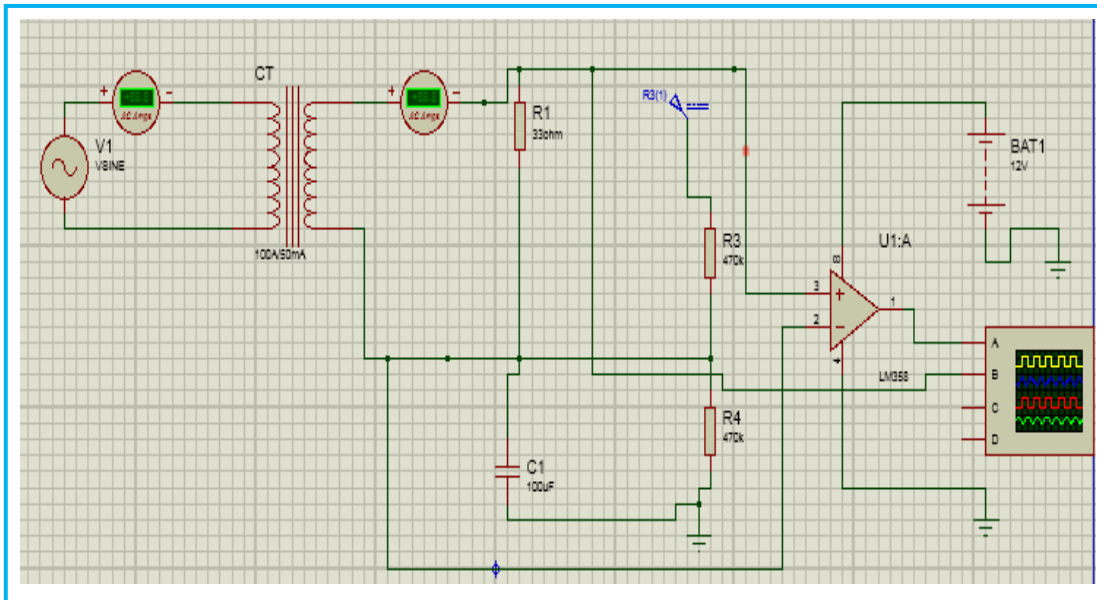 CT
AC Amps
AC Amps
V1
VSINE
100A/50mA
R1
33ohm
R3(1)
R3
470k
R4
470k
C1
100uF
BAT1
12V
U1:A
8
3
2
1
4
LM358
A
B
C
D